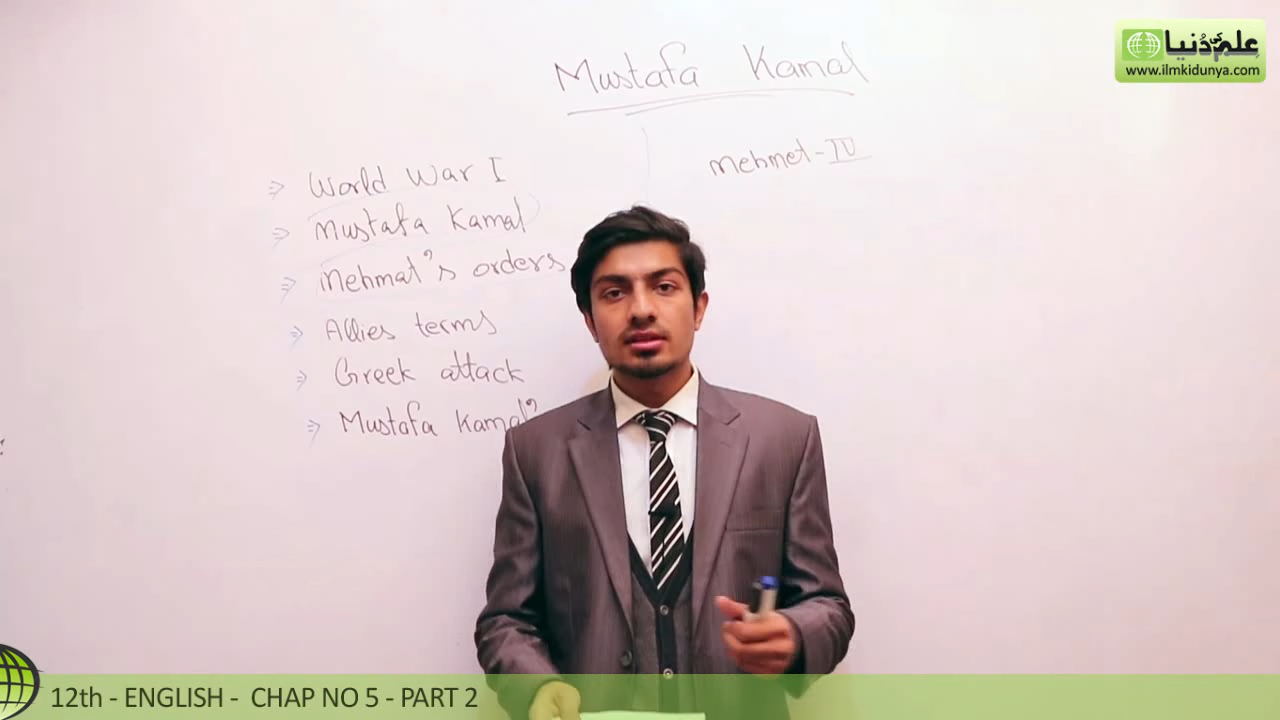 علم کی دنیا
www.ilmkidunya.com
Mustafa Kamal
Mehmet-IV
⇒ World War I
⇒ Mustafa Kamal
⇒ Mehmat's orders
⇒ Allies terms
⇒ Greek attack
⇒ Mustafa Kamal'
12th - ENGLISH - CHAP NO 5 - PART 2